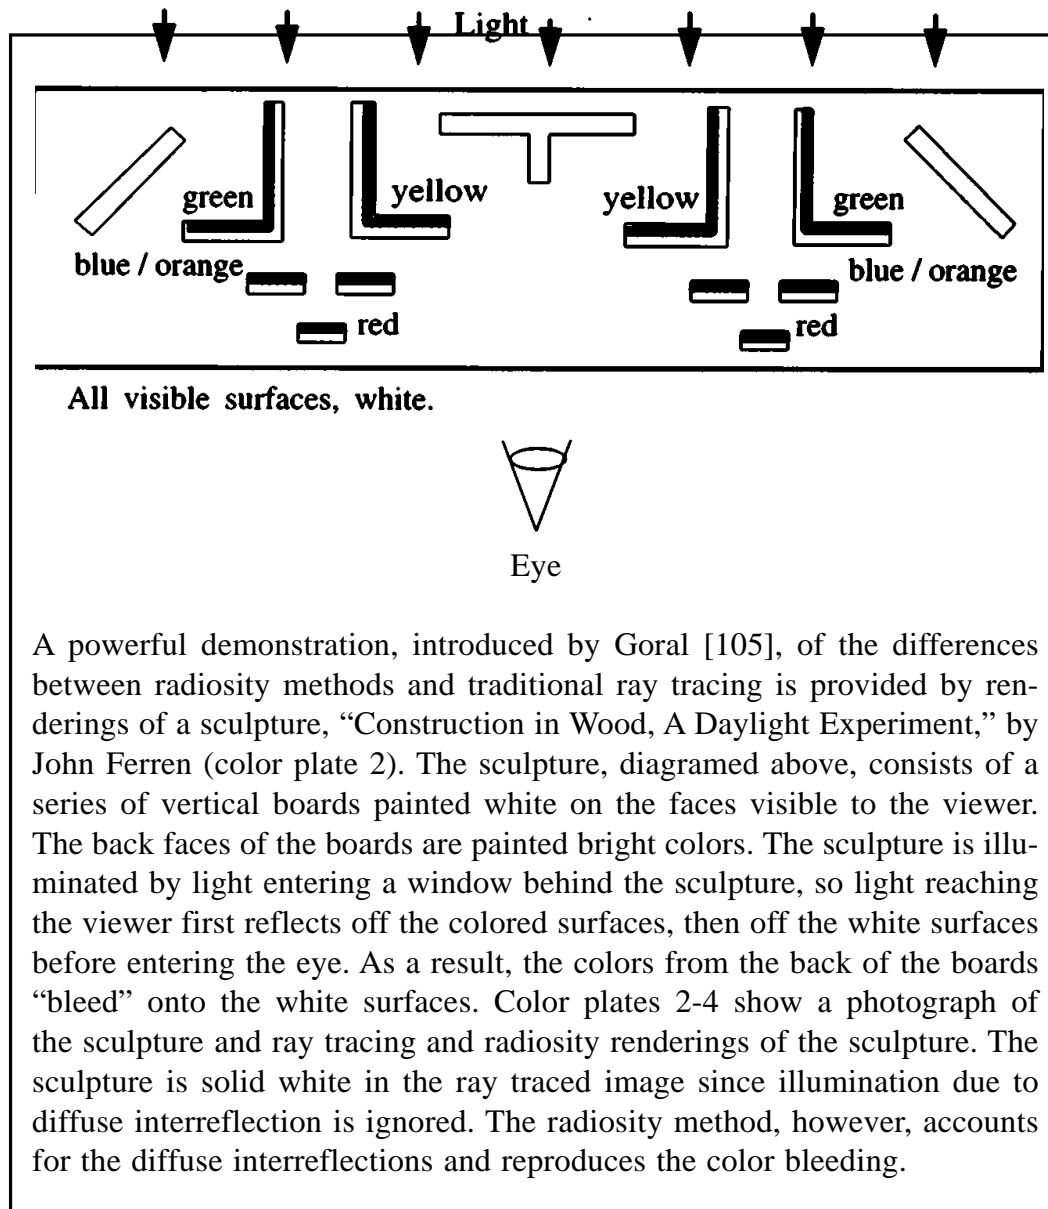 Light
green
yellow
yellow
green
blue / orange
blue / orange
red
red
All visible surfaces, white.
Eye
A powerful demonstration, introduced by Goral [105], of the differences
between radiosity methods and traditional ray tracing is provided by ren-
derings of a sculpture, “Construction in Wood, A Daylight Experiment,” by
John Ferren (color plate 2). The sculpture, diagramed above, consists of a
series of vertical boards painted white on the faces visible to the viewer.
The back faces of the boards are painted bright colors. The sculpture is illu-
minated by light entering a window behind the sculpture, so light reaching
the viewer first reflects off the colored surfaces, then off the white surfaces
before entering the eye. As a result, the colors from the back of the boards
“bleed” onto the white surfaces. Color plates 2-4 show a photograph of
the sculpture and ray tracing and radiosity renderings of the sculpture. The
sculpture is solid white in the ray traced image since illumination due to
diffuse interreflection is ignored. The radiosity method, however, accounts
for the diffuse interreflections and reproduces the color bleeding.